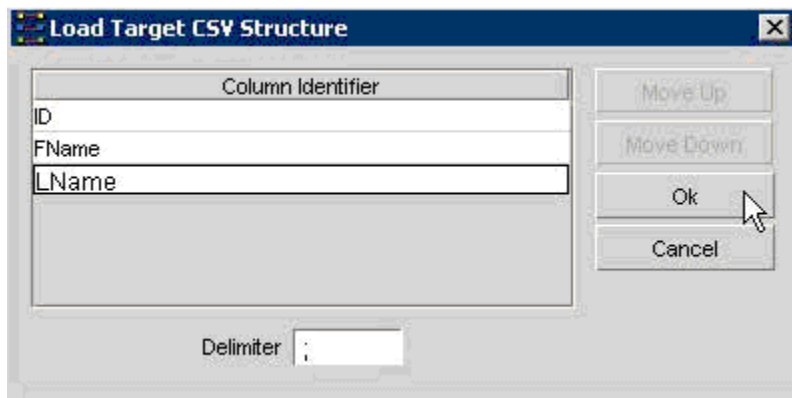 Load Target CSV Structure
Column Identifier
ID
FName
LName
Move Up
Move Down
Ok
Cancel
Delimiter ;